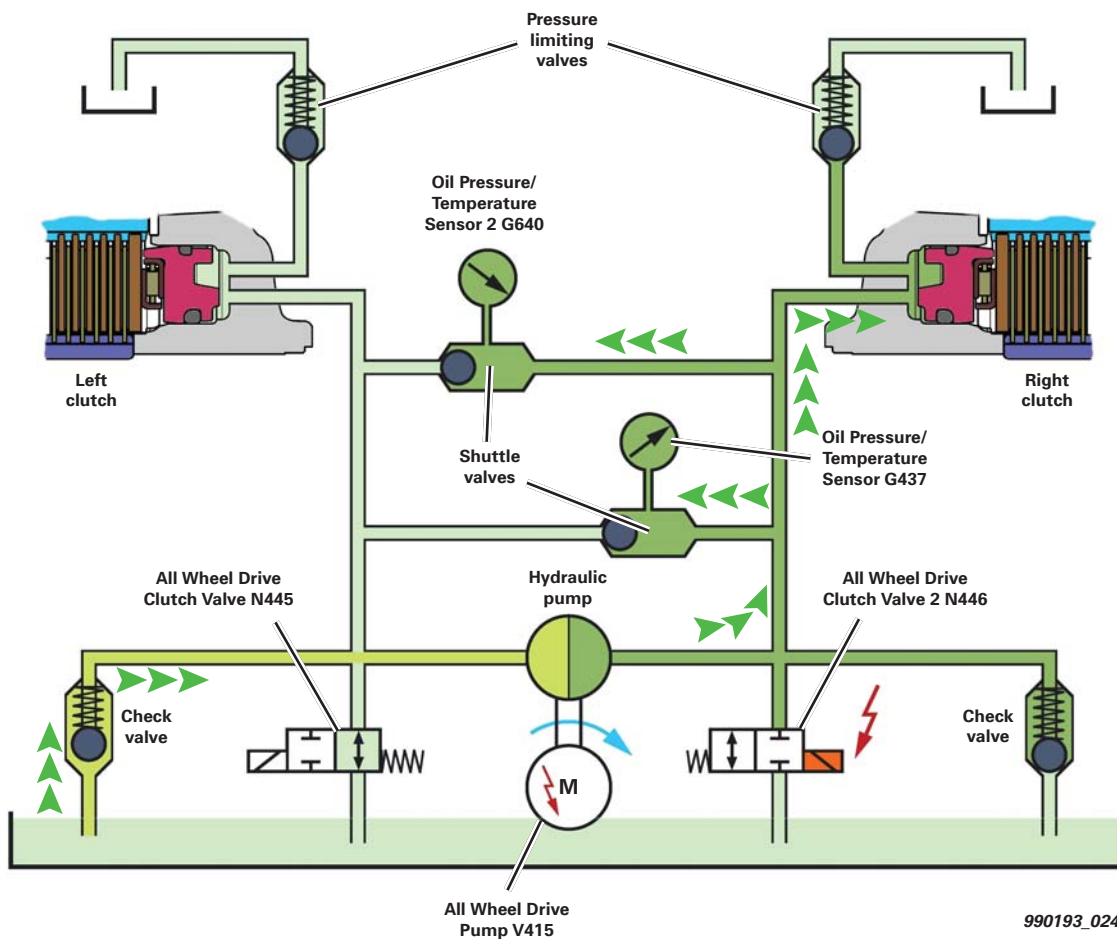 Pressure
limiting
valves
Oil Pressure/
Temperature
Sensor 2 G640
Left
clutch
Right
clutch
Shuttle
valves
Oil Pressure/
Temperature
Sensor G437
All Wheel Drive
Clutch Valve N445
Hydraulic
pump
All Wheel Drive
Clutch Valve 2 N446
Check
valve
Check
valve
M
All Wheel Drive
Pump V415
990193_024